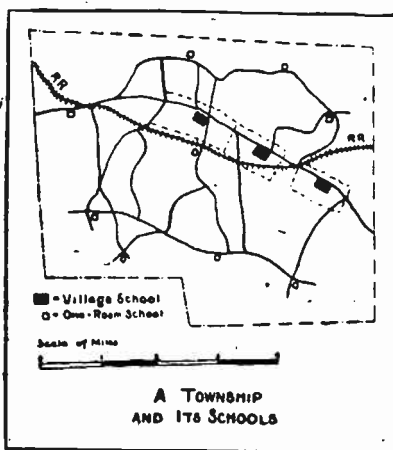 RR
RR
= Village School
= One-Room School
Scale of Miles
A TOWNSHIP
AND ITS SCHOOLS